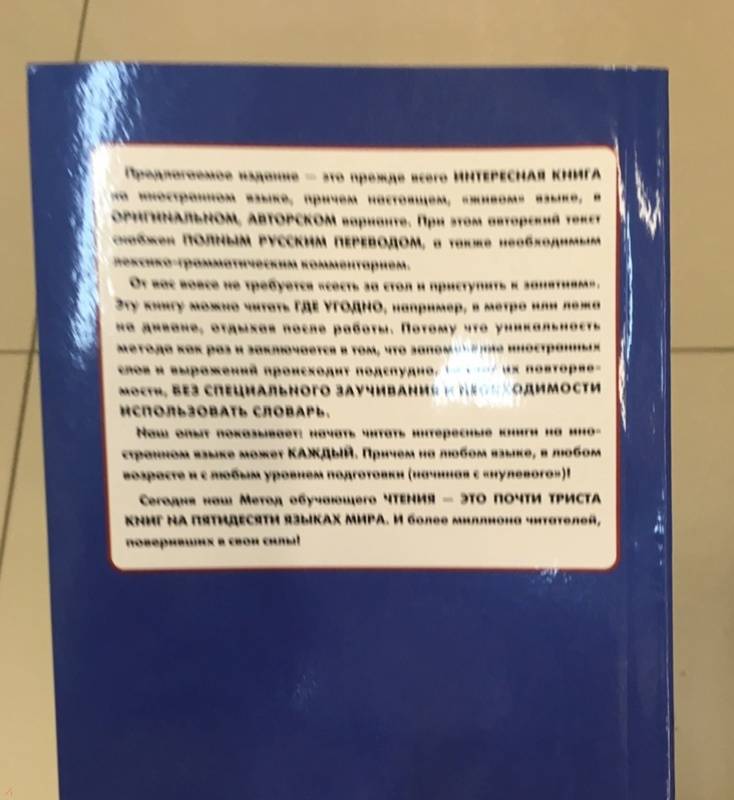 Предлагаемое издание — это прежде всего ИНТЕРЕСНАЯ КНИГА
на иностранном языке, причем настоящем, «живом» языке, в
ОРИГИНАЛЬНОМ, АВТОРСКОМ варианте. При этом авторский текст
снабжен ПОЛНЫМ РУССКИМ ПЕРЕВОДОМ, а также необходимым
лексико-грамматическим комментарием.
От вас вовсе не требуется «сесть за стол и приступить к занятиям».
Эту книгу можно читать ГДЕ УГОДНО, например, в метро или лежа
на диване, отдыхая после работы. Потому что уникальность
метода как раз и заключается в том, что запоминание иностранных
слов и выражений происходит подспудно, их повторяе-
мости, БЕЗ СПЕЦИАЛЬНОГО ЗАУЧИВАНИЯ И НЕОБХОДИМОСТИ
ИСПОЛЬЗОВАТЬ СЛОВАРЬ.
Наш опыт показывает: начать читать интересные книги на ино-
странном языке может КАЖДЫЙ. Причем на любом языке, в любом
возрасте и с любым уровнем подготовки (начиная с «нулевого»)!
Сегодня наш Метод обучающего ЧТЕНИЯ — ЭТО ПОЧТИ ТРИСТА
КНИГ НА ПЯТИДЕСЯТИ ЯЗЫКАХ МИРА. И более миллиона читателей,
поверивших в свои силы!